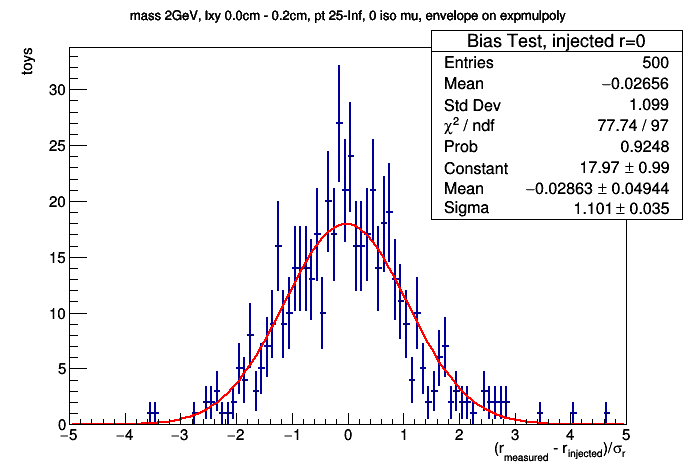 mass 2GeV, lxy 0.0cm - 0.2cm, pt 25-Inf, 0 iso mu, envelope on expmulpoly
Bias Test, injected r=0
Entries 500
Mean −0.02656
Std Dev 1.099
χ² / ndf 77.74 / 97
Prob 0.9248
Constant 17.97 ± 0.99
Mean −0.02863 ± 0.04944
Sigma 1.101 ± 0.035
toys
30
25
20
15
10
5
0
−5 −4 −3 −2 −1 0 1 2 3 4 5
(r_measured - r_injected)/σ_r